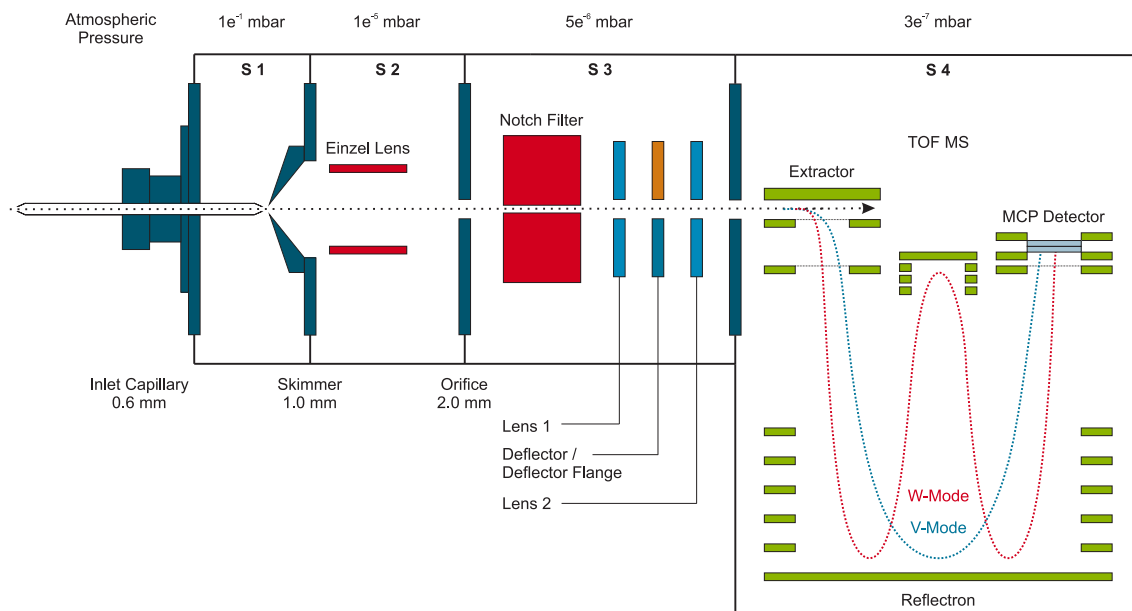 Atmospheric
Pressure
1e⁻¹ mbar
1e⁻⁵ mbar
5e⁻⁶ mbar
3e⁻⁷ mbar
S 1
S 2
S 3
S 4
Notch Filter
Einzel Lens
TOF MS
Extractor
MCP Detector
Inlet Capillary
0.6 mm
Skimmer
1.0 mm
Orifice
2.0 mm
Lens 1
Deflector /
Deflector Flange
Lens 2
W-Mode
V-Mode
Reflectron